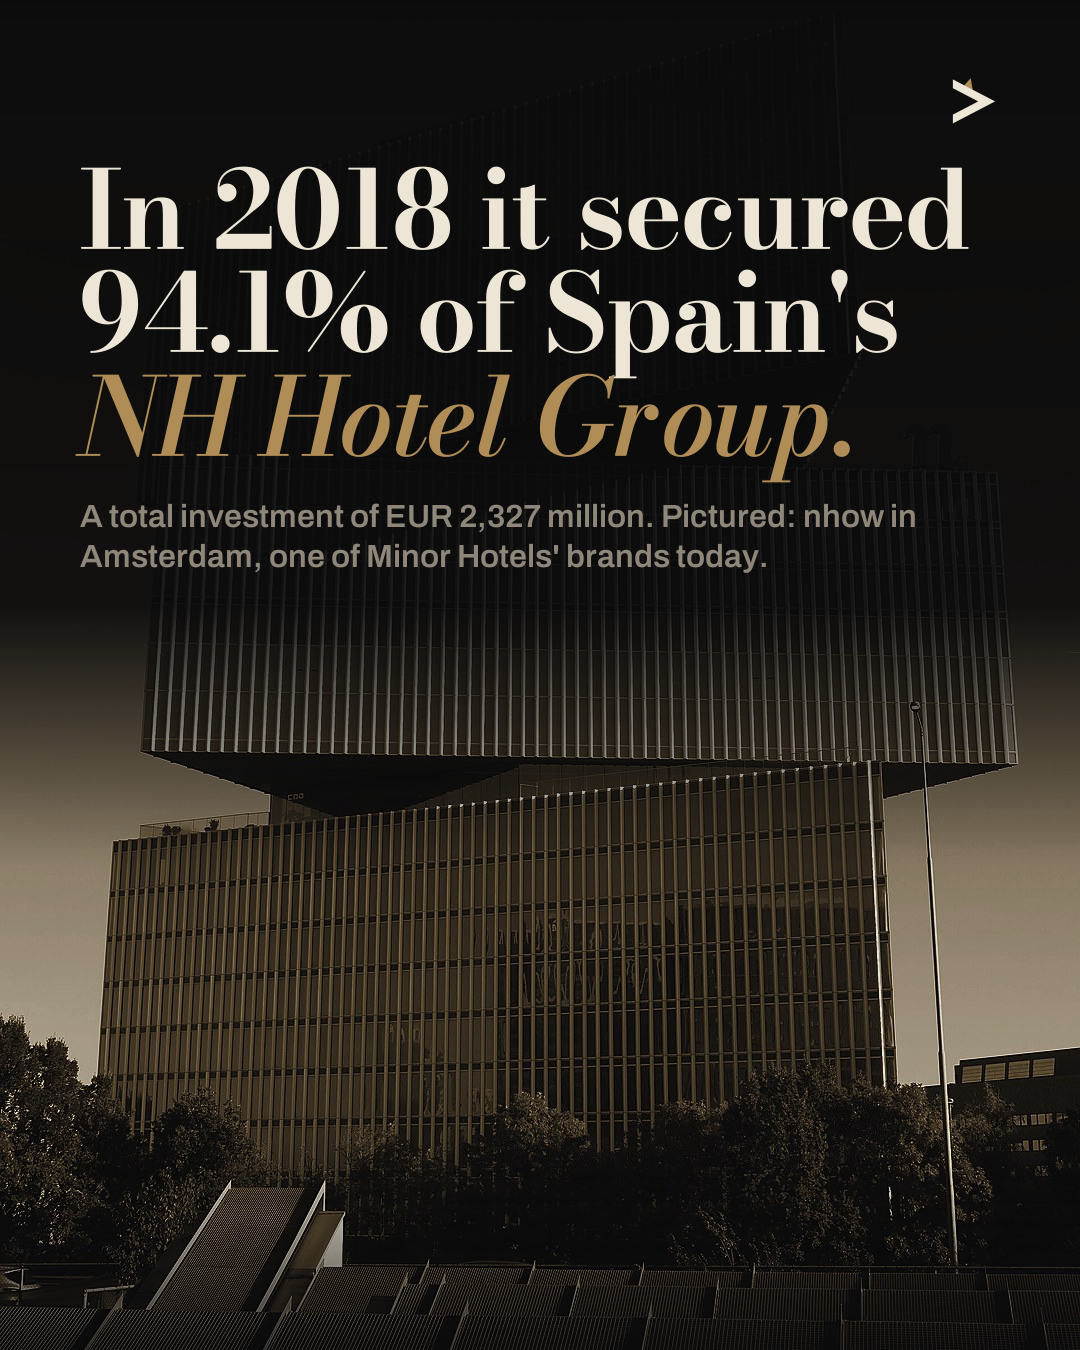 In 2018 it secured
94.1% of Spain's
NH Hotel Group.
A total investment of EUR 2,327 million. Pictured: nhow in
Amsterdam, one of Minor Hotels' brands today.